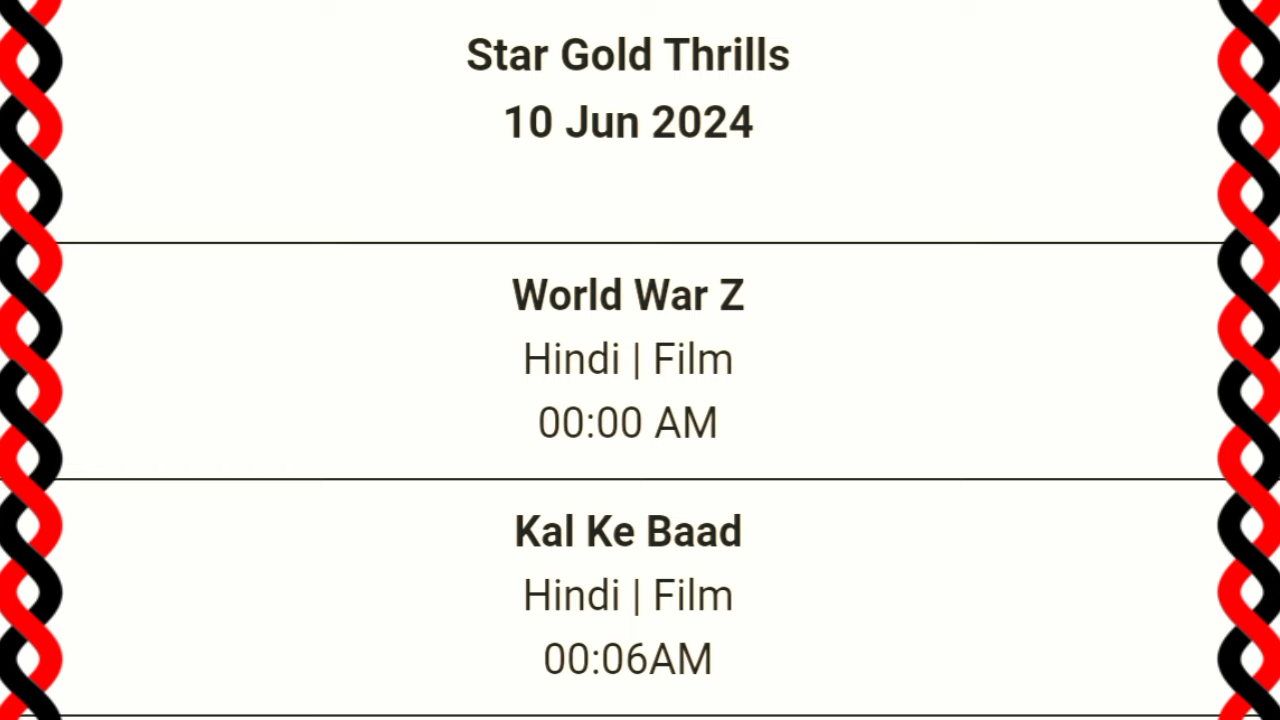 Star Gold Thrills
10 Jun 2024
World War Z
Hindi | Film
00:00 AM
Kal Ke Baad
Hindi | Film
00:06AM